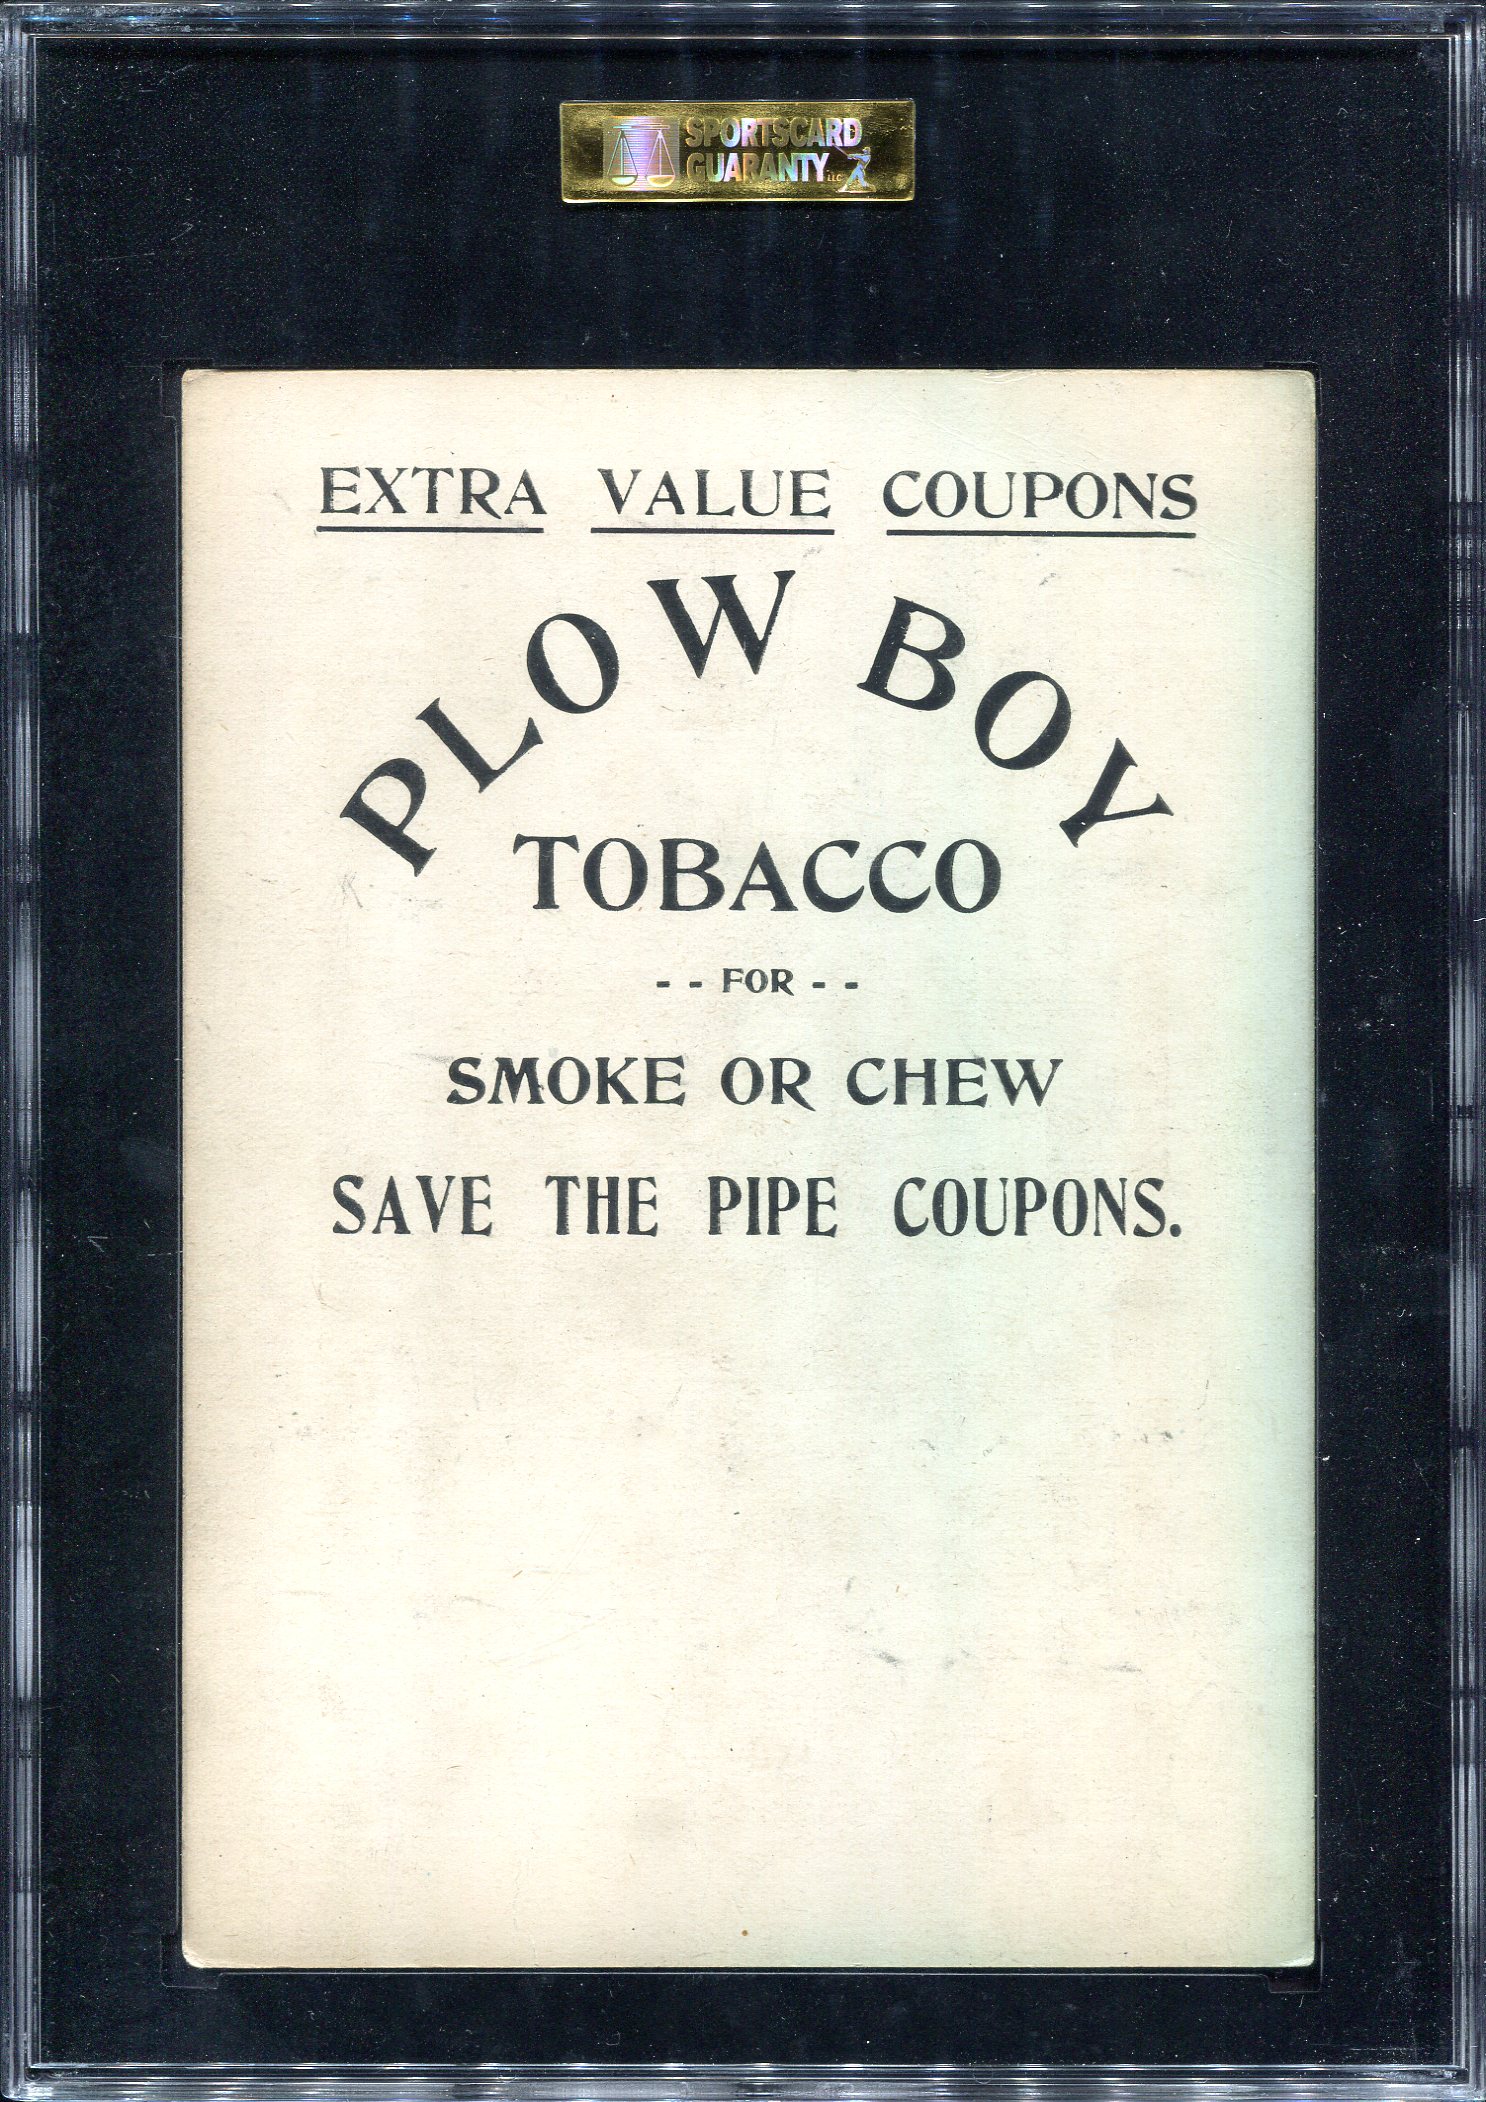 SPORTSCARD
GUARANTY LLC
EXTRA VALUE COUPONS
PLOW BOY
TOBACCO
- - FOR - -
SMOKE OR CHEW
SAVE THE PIPE COUPONS.